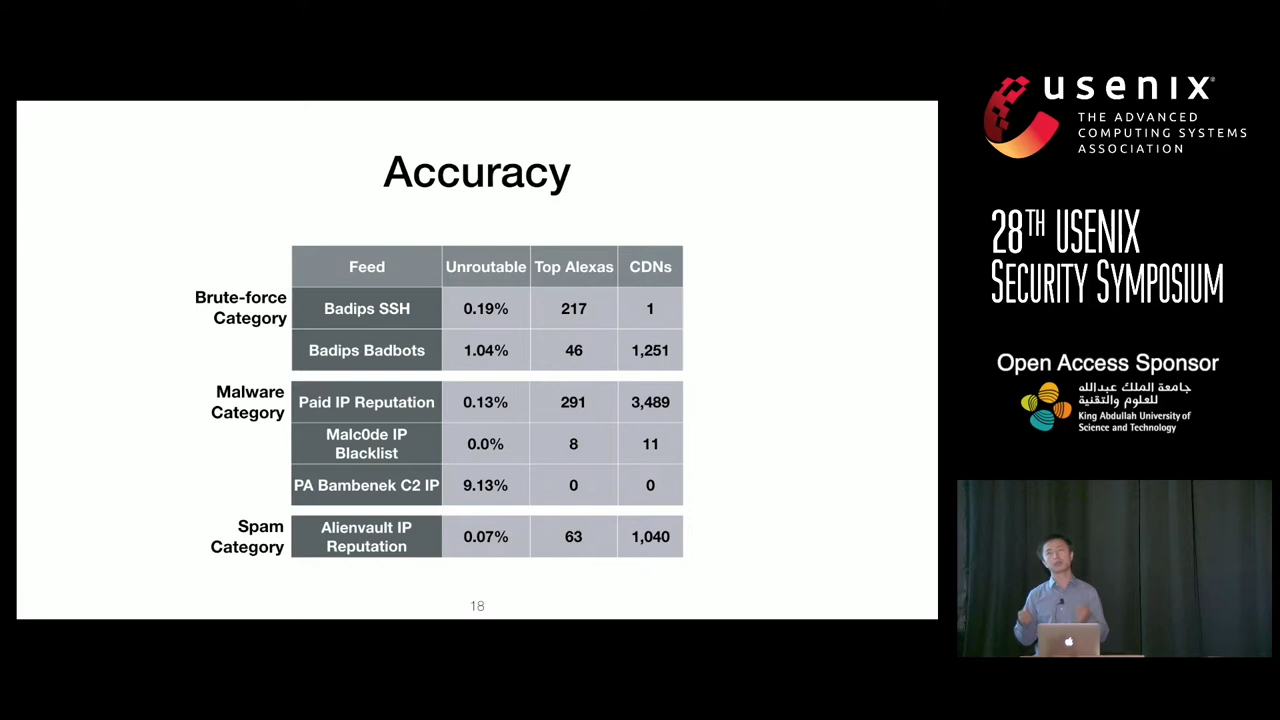 Accuracy
Feed Unroutable Top Alexas CDNs
Brute-force
Category
Badips SSH 0.19% 217 1
Badips Badbots 1.04% 46 1,251
Malware
Category
Paid IP Reputation 0.13% 291 3,489
Malc0de IP
Blacklist 0.0% 8 11
PA Bambenek C2 IP 9.13% 0 0
Spam
Category
Alienvault IP
Reputation 0.07% 63 1,040
18
usenix
THE ADVANCED
COMPUTING SYSTEMS
ASSOCIATION
28TH USENIX
SECURITY SYMPOSIUM
Open Access Sponsor
جامعة الملك عبدالله
للعلوم والتقنية
King Abdullah University of
Science and Technology